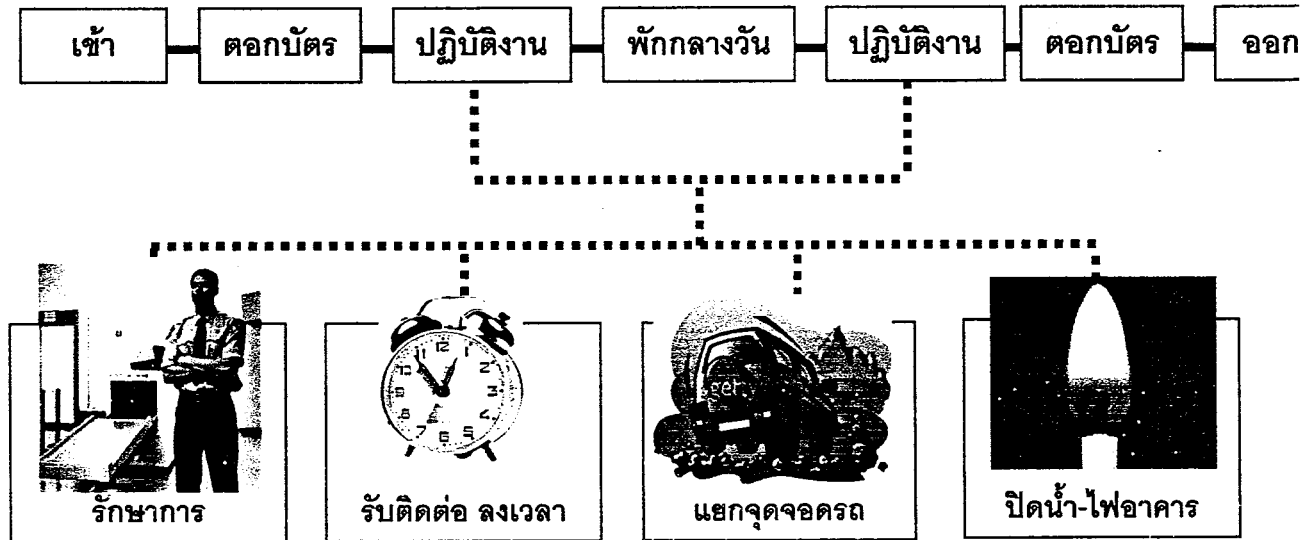 เข้า
ตอกบัตร
ปฏิบัติงาน
พักกลางวัน
ปฏิบัติงาน
ตอกบัตร
ออก
รักษาการ
รับติดต่อ ลงเวลา
แยกจุดจอดรถ
ปิดน้ำ-ไฟอาคาร